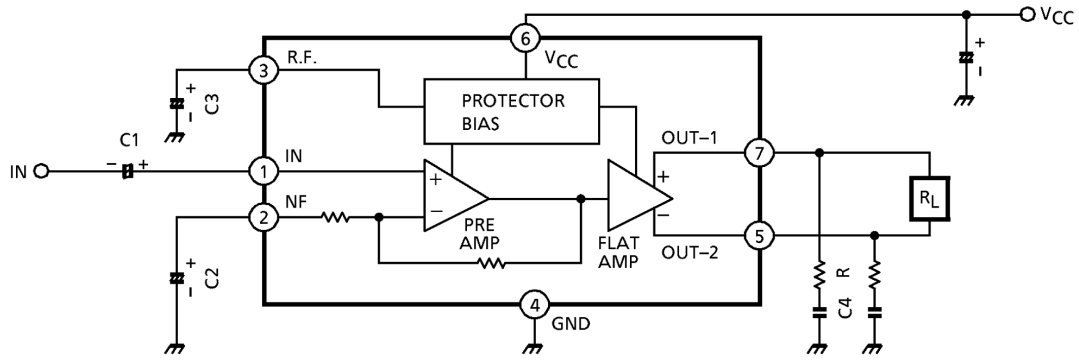 VCC
6
3
R.F.
VCC
+
-
+
-
C3
PROTECTOR
BIAS
C1
- +
IN
1
IN
OUT–1
7
+
-
+
-
RL
2
NF
PRE
AMP
FLAT
AMP
OUT–2
5
+
-
C2
R
C4
4
GND